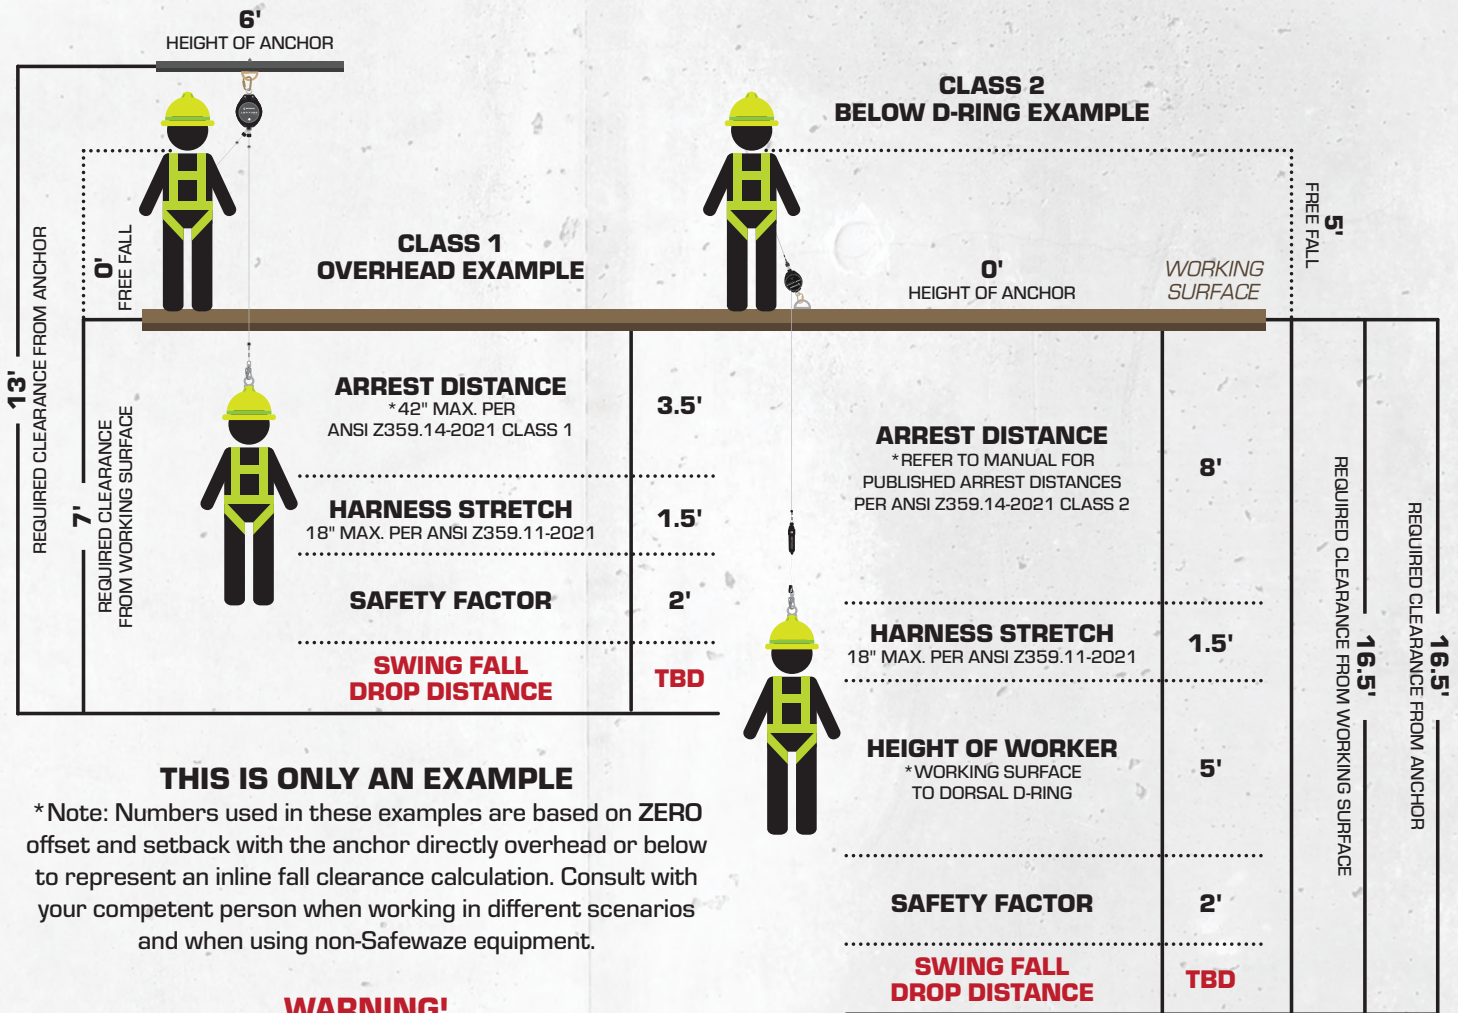 6'
HEIGHT OF ANCHOR
CLASS 2
BELOW D-RING EXAMPLE
CLASS 1
OVERHEAD EXAMPLE
0'
FREE FALL
13'
REQUIRED CLEARANCE FROM ANCHOR
7'
REQUIRED CLEARANCE
FROM WORKING SURFACE
0'
HEIGHT OF ANCHOR
WORKING
SURFACE
5'
FREE FALL
ARREST DISTANCE
*42" MAX. PER
ANSI Z359.14-2021 CLASS 1
3.5'
HARNESS STRETCH
18" MAX. PER ANSI Z359.11-2021
1.5'
SAFETY FACTOR
2'
SWING FALL
DROP DISTANCE
TBD
ARREST DISTANCE
*REFER TO MANUAL FOR
PUBLISHED ARREST DISTANCES
PER ANSI Z359.14-2021 CLASS 2
8'
HARNESS STRETCH
18" MAX. PER ANSI Z359.11-2021
1.5'
HEIGHT OF WORKER
*WORKING SURFACE
TO DORSAL D-RING
5'
SAFETY FACTOR
2'
SWING FALL
DROP DISTANCE
TBD
16.5'
REQUIRED CLEARANCE FROM WORKING SURFACE
16.5'
REQUIRED CLEARANCE FROM ANCHOR
THIS IS ONLY AN EXAMPLE
*Note: Numbers used in these examples are based on ZERO
offset and setback with the anchor directly overhead or below
to represent an inline fall clearance calculation. Consult with
your competent person when working in different scenarios
and when using non-Safewaze equipment.
WARNING!